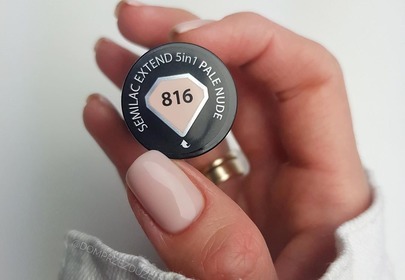 SEMILAC EXTEND 5in1 PALE NUDE
816